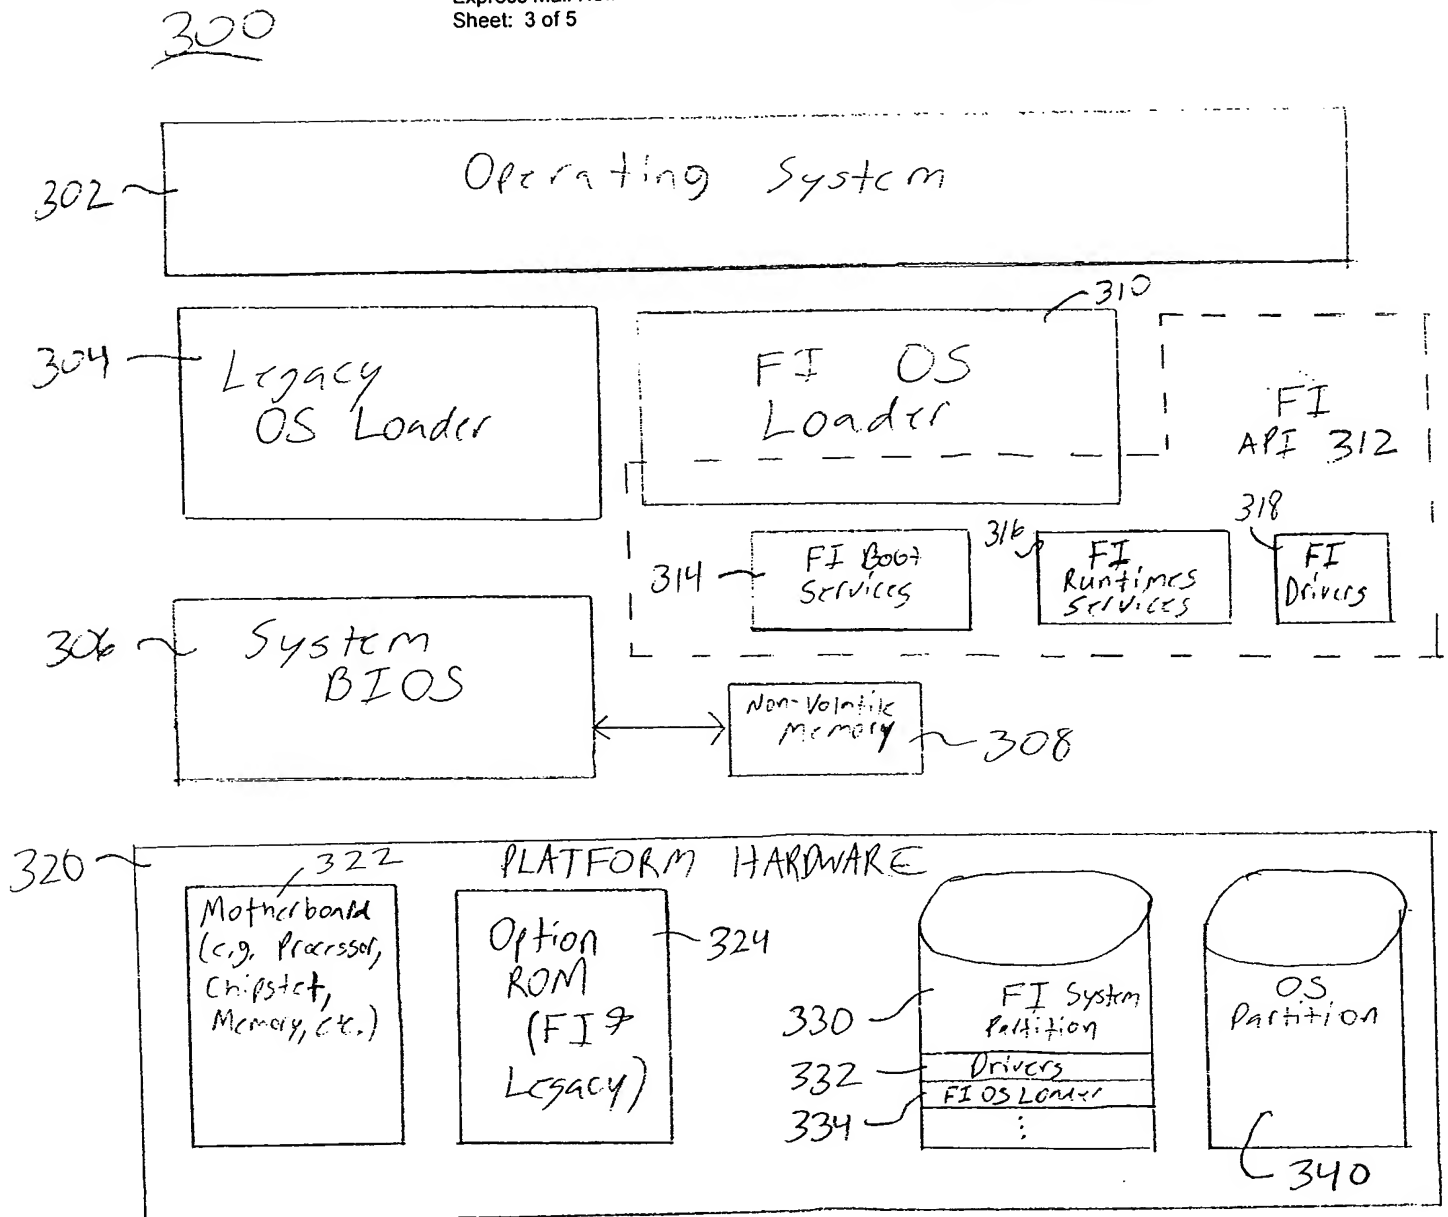 Sheet: 3 of 5
300
Operating System
302
310
304
Legacy
OS Loader
FI OS
Loader
FI
API 312
318
316
314
FI Boot
Services
FI
Runtimes
Services
FI
Drivers
306
System
BIOS
Non-Volatile
Memory
308
320
322
PLATFORM HARDWARE
Motherboard
(e.g. Processor,
Chipstet,
Memory, etc.)
Option
ROM
(FI &
Legacy)
324
330
FI System
Partition
332
Drivers
FI OS Loader
334
⋮
OS
Partition
340